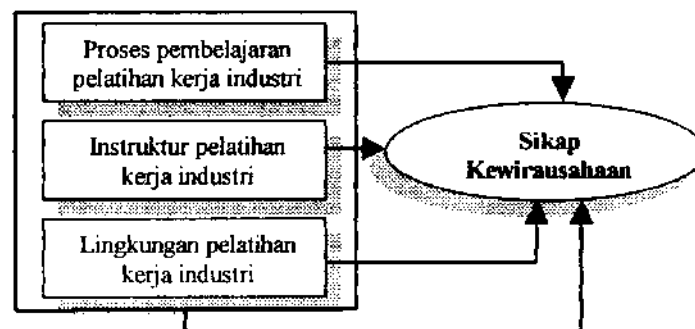 Proses pembelajaran
pelatihan kerja industri
Instruktur pelatihan
kerja industri
Lingkungan pelatihan
kerja industri
Sikap
Kewirausahaan